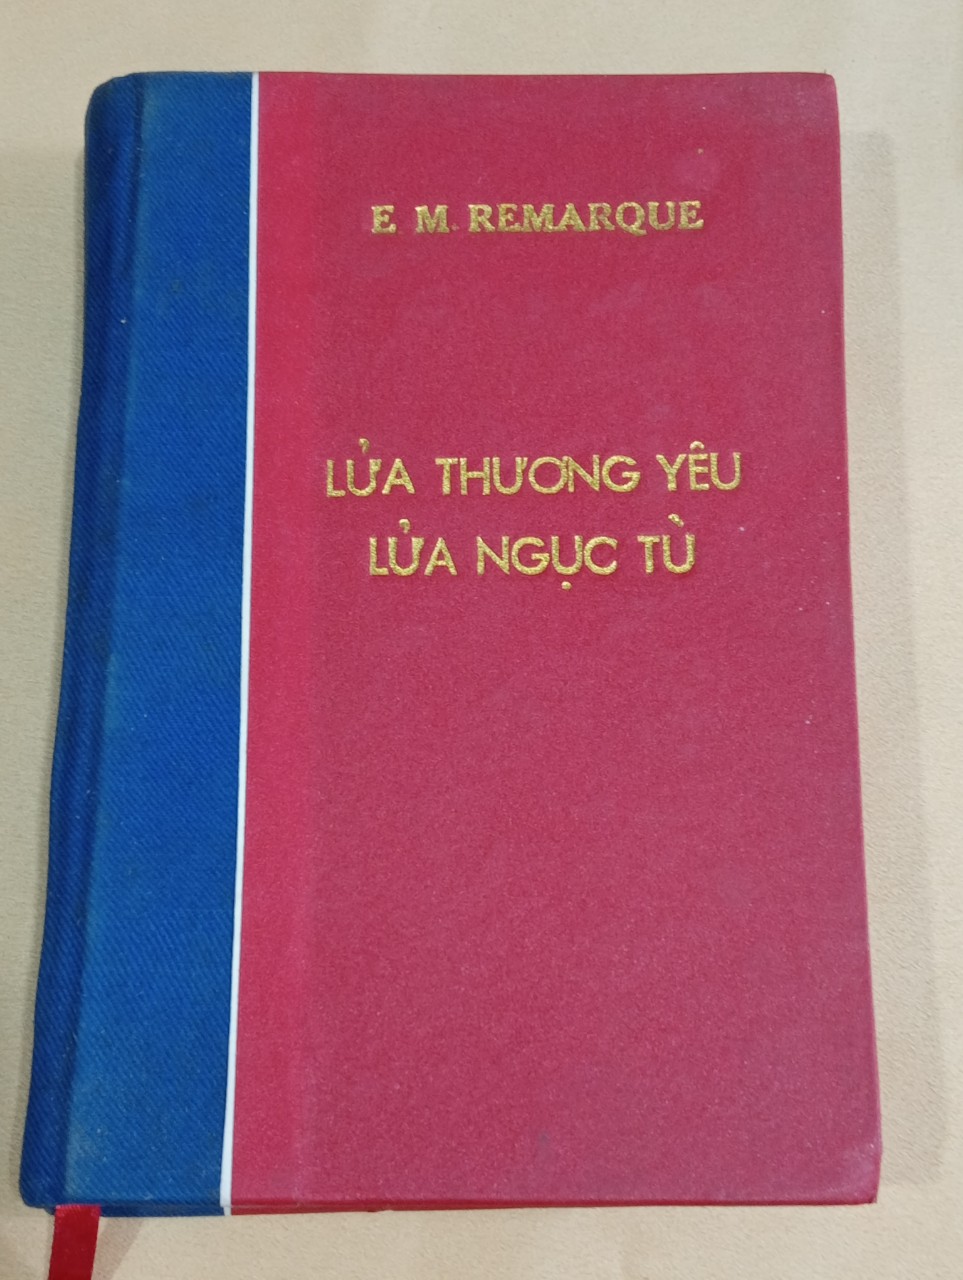 E. M. REMARQUE
LỬA THƯƠNG YÊU
LỬA NGỤC TÙ